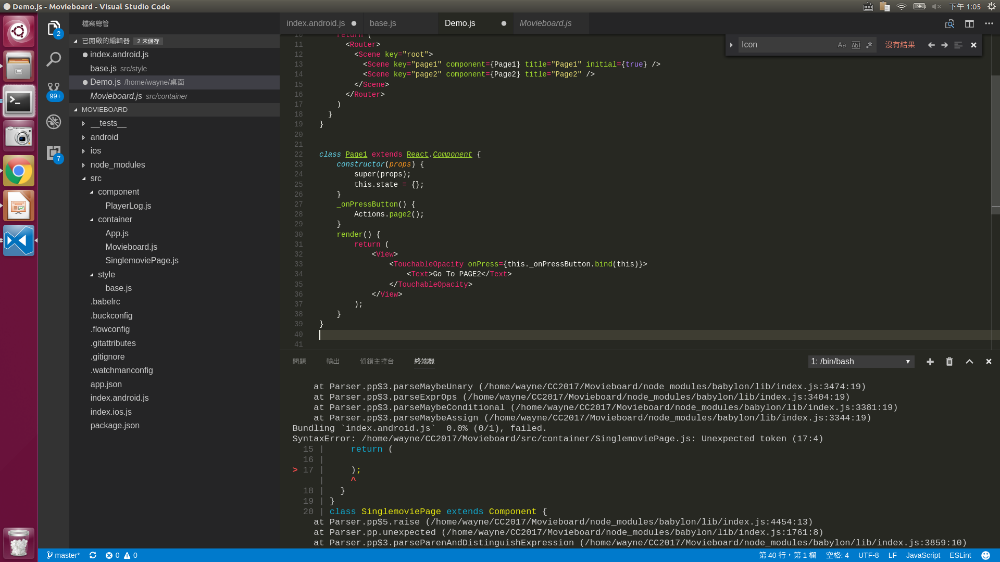 Demo.js - Movieboard - Visual Studio Code
下午 1:05
2
99+
7
檔案總管
已開啟的編輯器 2 未儲存
index.android.js
base.js src/style
Demo.js /home/wayne/桌面
Movieboard.js src/container
MOVIEBOARD
__tests__
android
ios
node_modules
src
component
PlayerLog.js
container
App.js
Movieboard.js
SinglemoviePage.js
style
base.js
.babelrc
.buckconfig
.flowconfig
.gitattributes
.gitignore
.watchmanconfig
app.json
index.android.js
index.ios.js
package.json
index.android.js base.js Demo.js Movieboard.js
Icon Aa Abl .* 沒有結果
10 return (
11 <Router>
12 <Scene key="root">
13 <Scene key="page1" component={Page1} title="Page1" initial={true} />
14 <Scene key="page2" component={Page2} title="Page2" />
15 </Scene>
16 </Router>
17 )
18 }
19 }
20
21
22 class Page1 extends React.Component {
23 constructor(props) {
24 super(props);
25 this.state = {};
26 }
27 _onPressButton() {
28 Actions.page2();
29 }
30 render() {
31 return (
32 <View>
33 <TouchableOpacity onPress={this._onPressButton.bind(this)}>
34 <Text>Go To PAGE2</Text>
35 </TouchableOpacity>
36 </View>
37 );
38 }
39 }
40
41
問題 輸出 偵錯主控台 終端機 1: /bin/bash
at Parser.pp$3.parseMaybeUnary (/home/wayne/CC2017/Movieboard/node_modules/babylon/lib/index.js:3474:19)
at Parser.pp$3.parseExprOps (/home/wayne/CC2017/Movieboard/node_modules/babylon/lib/index.js:3404:19)
at Parser.pp$3.parseMaybeConditional (/home/wayne/CC2017/Movieboard/node_modules/babylon/lib/index.js:3381:19)
at Parser.pp$3.parseMaybeAssign (/home/wayne/CC2017/Movieboard/node_modules/babylon/lib/index.js:3344:19)
Bundling `index.android.js`  0.0% (0/1), failed.
SyntaxError: /home/wayne/CC2017/Movieboard/src/container/SinglemoviePage.js: Unexpected token (17:4)
15 | return (
16 |
> 17 | );
| ^
18 | }
19 | }
20 | class SinglemoviePage extends Component {
at Parser.pp$5.raise (/home/wayne/CC2017/Movieboard/node_modules/babylon/lib/index.js:4454:13)
at Parser.pp.unexpected (/home/wayne/CC2017/Movieboard/node_modules/babylon/lib/index.js:1761:8)
at Parser.pp$3.parseParenAndDistinguishExpression (/home/wayne/CC2017/Movieboard/node_modules/babylon/lib/index.js:3859:10)
master* 0 0 第 40 行，第 1 欄 空格: 4 UTF-8 LF JavaScript ESLint